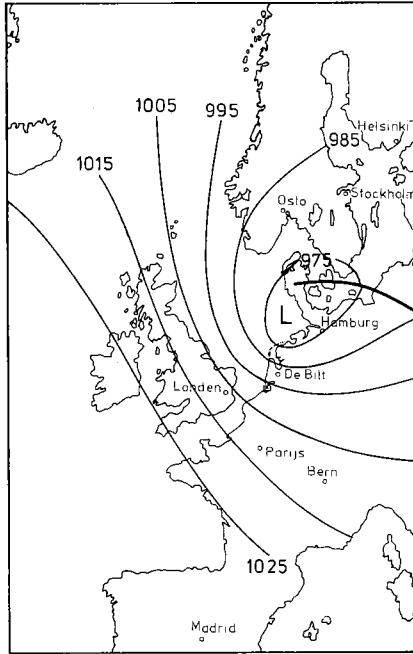 1005
995
Helsinki
985
1015
Stockholm
Oslo
975
L
Hamburg
De Bilt
Londen
Parijs
Bern
1025
Madrid